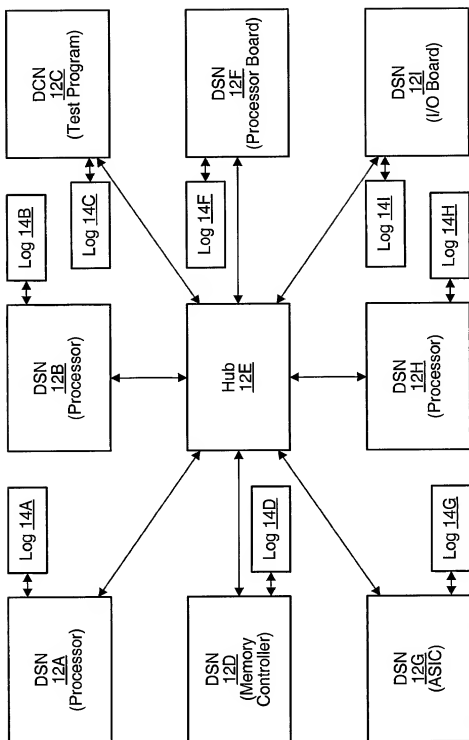 DSN
12A
(Processor)
Log 14A
DSN
12B
(Processor)
Log 14B
DCN
12C
(Test Program)
Log 14C
DSN
12D
(Memory
Controller)
Log 14D
Hub
12E
Log 14F
DSN
12F
(Processor Board)
DSN
12G
(ASIC)
Log 14G
DSN
12H
(Processor)
Log 14H
Log 14I
DSN
12I
(I/O Board)